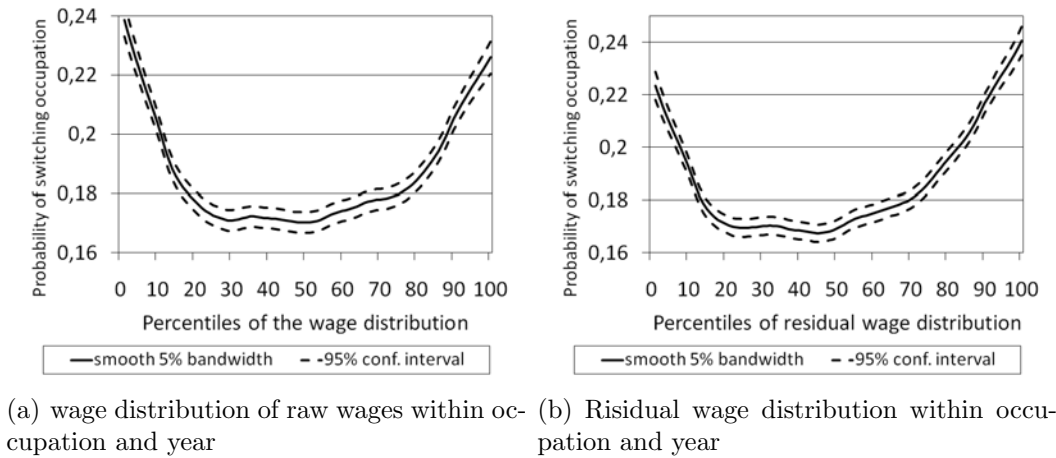 Probability of switching occupation
0,24
0,22
0,2
0,18
0,16
0 10 20 30 40 50 60 70 80 90 100
Percentiles of the wage distribution
smooth 5% bandwidth -95% conf. interval
(a) wage distribution of raw wages within oc-
cupation and year
Probability of switching occupation
0,24
0,22
0,2
0,18
0,16
0 10 20 30 40 50 60 70 80 90 100
Percentiles of residual wage distribution
smooth 5% bandwidth -95% conf. interval
(b) Risidual wage distribution within occu-
pation and year